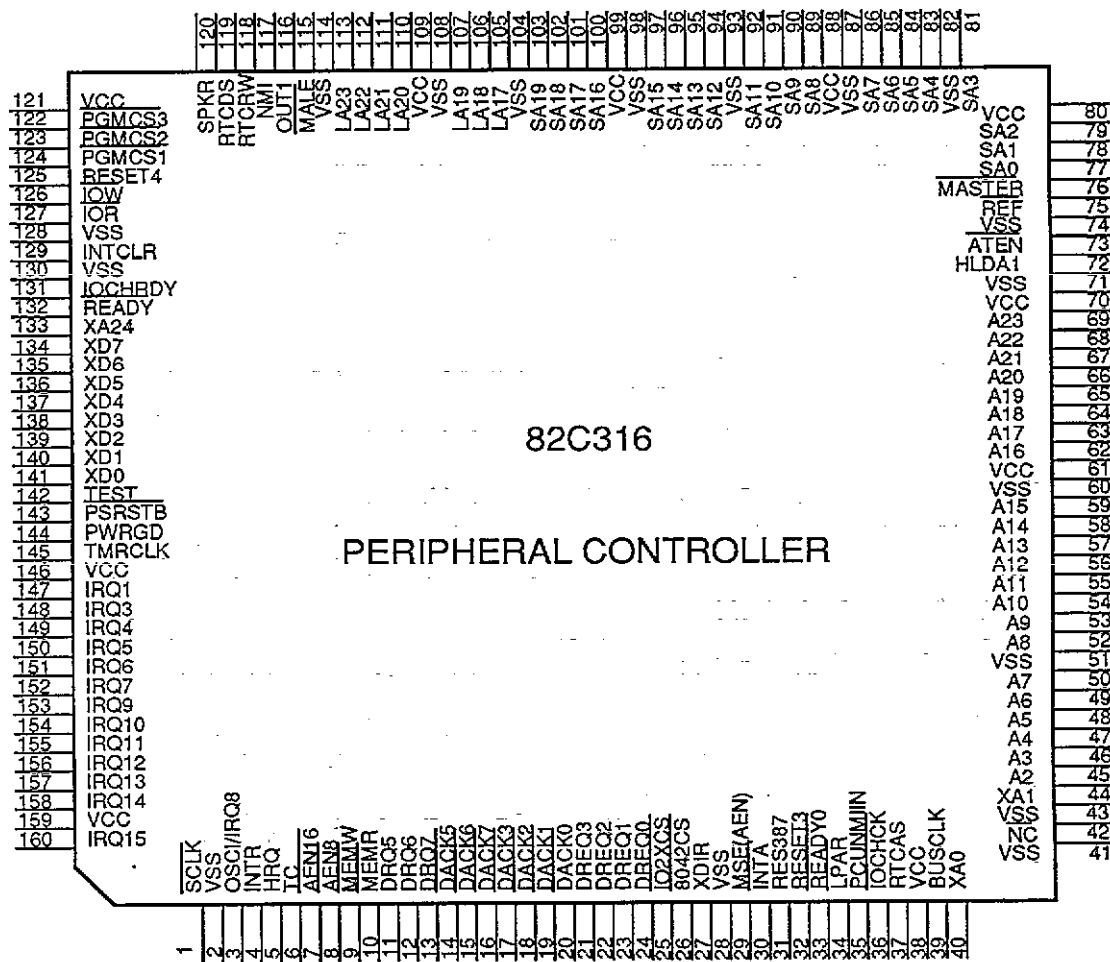 120 119 118 117 116 115 114 113 112 111 110 109 108 107 106 105 104 103 102 101 100 99 98 97 96 95 94 93 92 91 90 89 88 87 86 85 84 83 82 81
SPKR RTCDS RTCRW NMI OUT1 MALE VSS LA23 LA22 LA21 LA20 VCC VSS LA19 LA18 LA17 VSS SA19 SA18 SA17 SA16 VCC VSS SA15 SA14 SA13 SA12 VSS SA11 SA10 SA9 SA8 VCC VSS SA7 SA6 SA5 SA4 VSS SA3
121 VCC
122 PGMCS3
123 PGMCS2
124 PGMCS1
125 RESET4
126 IOW
127 IOR
128 VSS
129 INTCLR
130 VSS
131 IOCHRDY
132 READY
133 XA24
134 XD7
135 XD6
136 XD5
137 XD4
138 XD3
139 XD2
140 XD1
141 XD0
142 TEST
143 PSRSTB
144 PWRGD
145 TMRCLK
146 VCC
147 IRQ1
148 IRQ3
149 IRQ4
150 IRQ5
151 IRQ6
152 IRQ7
153 IRQ9
154 IRQ10
155 IRQ11
156 IRQ12
157 IRQ13
158 IRQ14
159 VCC
160 IRQ15
82C316
PERIPHERAL CONTROLLER
VCC 80
SA2 79
SA1 78
SA0 77
MASTER 76
REF 75
VSS 74
ATEN 73
HLDA1 72
VSS 71
VCC 70
A23 69
A22 68
A21 67
A20 66
A19 65
A18 64
A17 63
A16 62
VCC 61
VSS 60
A15 59
A14 58
A13 57
A12 56
A11 55
A10 54
A9 53
A8 52
VSS 51
A7 50
A6 49
A5 48
A4 47
A3 46
A2 45
XA1 44
VSS 43
NC 42
VSS 41
SCLK VSS OSCI/IRQ8 INTR HRQ TC AEN16 AEN8 MEMW MEMR DRQ5 DRQ6 DRQ7 DACK5 DACK6 DACK7 DACK3 DACK2 DACK1 DACK0 DREQ3 DREQ2 DREQ1 DREQ0 IO2XCS 8042CS XDIR VSS MSE(AEN) INTA RES387 RESET3 READY0 LPAR PCUNMIIN IOCHCK RTCAS VCC BUSCLK XA0
1 2 3 4 5 6 7 8 9 10 11 12 13 14 15 16 17 18 19 20 21 22 23 24 25 26 27 28 29 30 31 32 33 34 35 36 37 38 39 40